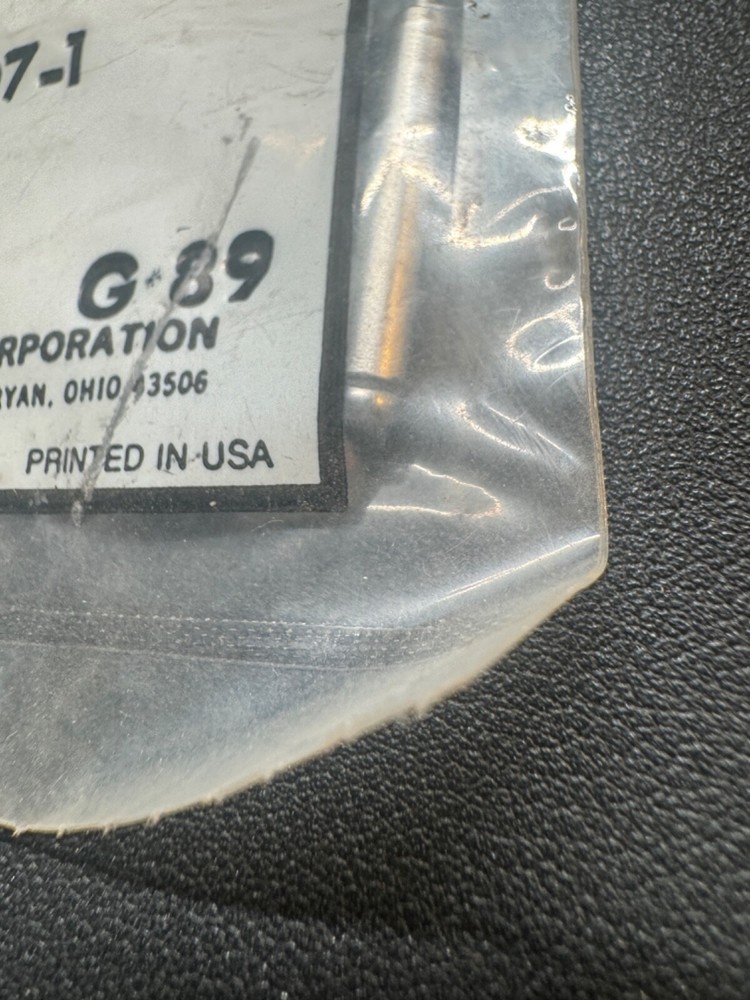 07-1
G*89
RPORATION
RYAN, OHIO 43506
PRINTED IN USA